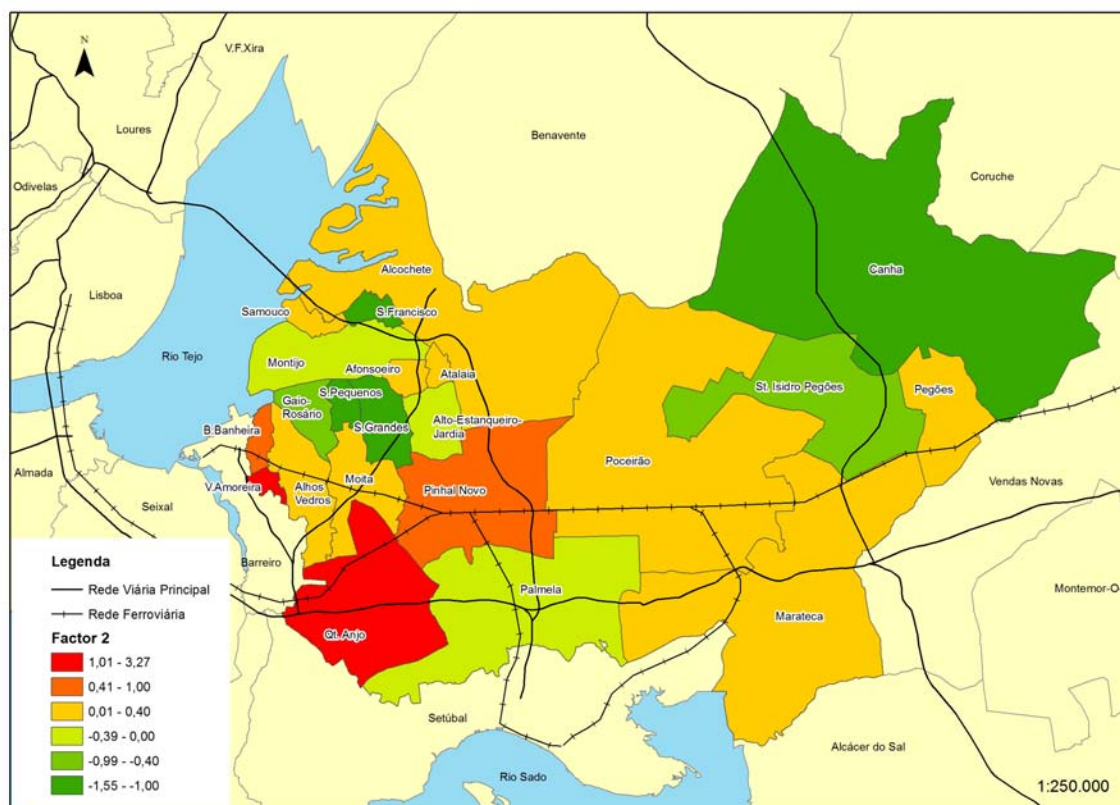 N
V.F.Xira
Loures
Benavente
Odivelas
Coruche
Alcochete
Canha
Lisboa
Samouco
S.Francisco
Rio Tejo
Montijo
Afonsoeiro
Atalaia
St. Isidro Pegões
Pegões
S.Pequenos
Gaio-
Rosário
Alto-Estanqueiro-
Jardia
S.Grandes
B.Banheira
Poceirão
Almada
Moita
V.Amoreira
Alhos
Vedros
Pinhal Novo
Vendas Novas
Seixal
Barreiro
Palmela
Montemor-O-
Marateca
Qt. Anjo
Setúbal
Alcácer do Sal
Rio Sado
Legenda
Rede Viária Principal
Rede Ferroviária
Factor 2
1,01 - 3,27
0,41 - 1,00
0,01 - 0,40
-0,39 - 0,00
-0,99 - -0,40
-1,55 - -1,00
1:250.000